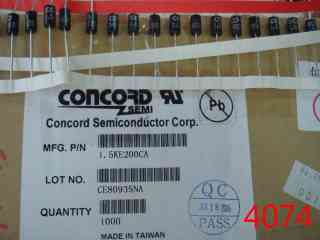 CONCORD
SEMI
Pb
Concord Semiconductor Corp.
MFG. P/N
1.5KE200CA
LOT NO.
CE80935NA
QUANTITY
1000
QC
PASS
MADE IN TAIWAN
4074